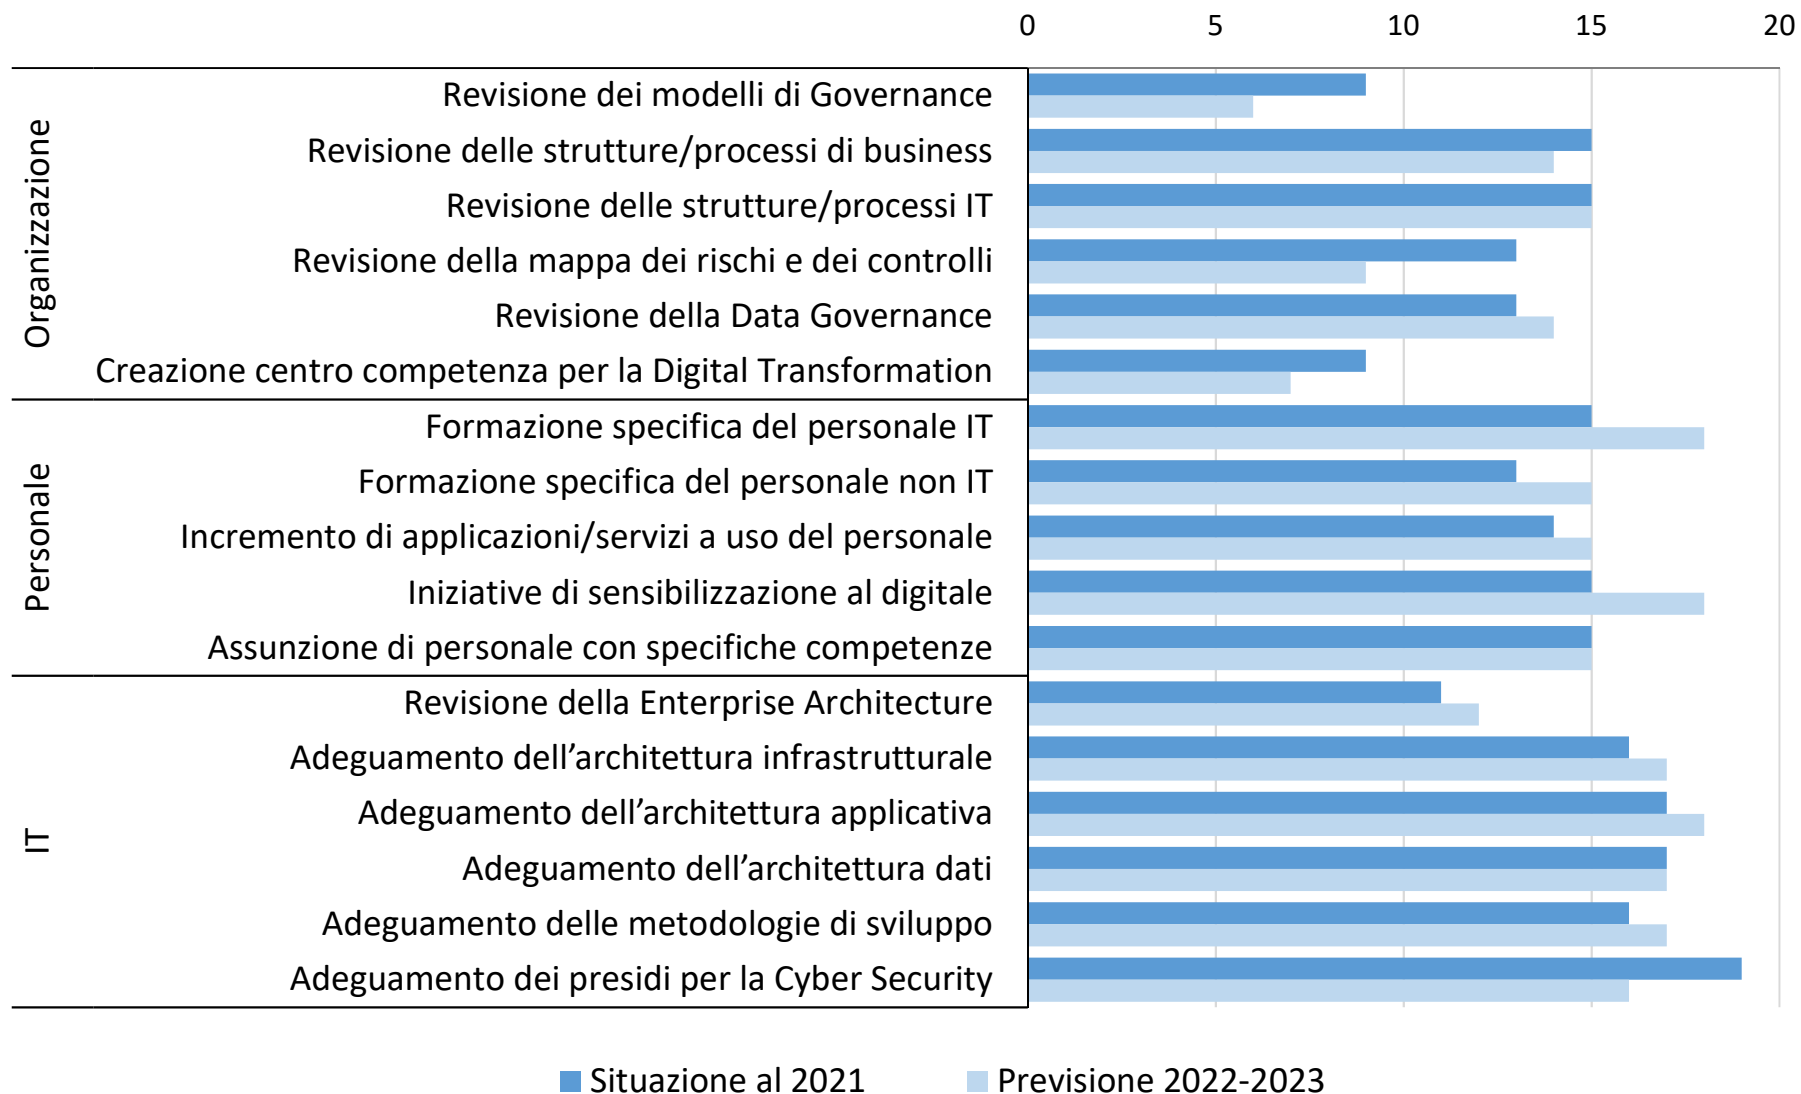 0 5 10 15 20
Organizzazione
Revisione dei modelli di Governance
Revisione delle strutture/processi di business
Revisione delle strutture/processi IT
Revisione della mappa dei rischi e dei controlli
Revisione della Data Governance
Creazione centro competenza per la Digital Transformation
Personale
Formazione specifica del personale IT
Formazione specifica del personale non IT
Incremento di applicazioni/servizi a uso del personale
Iniziative di sensibilizzazione al digitale
Assunzione di personale con specifiche competenze
IT
Revisione della Enterprise Architecture
Adeguamento dell’architettura infrastrutturale
Adeguamento dell’architettura applicativa
Adeguamento dell’architettura dati
Adeguamento delle metodologie di sviluppo
Adeguamento dei presidi per la Cyber Security
Situazione al 2021 Previsione 2022-2023